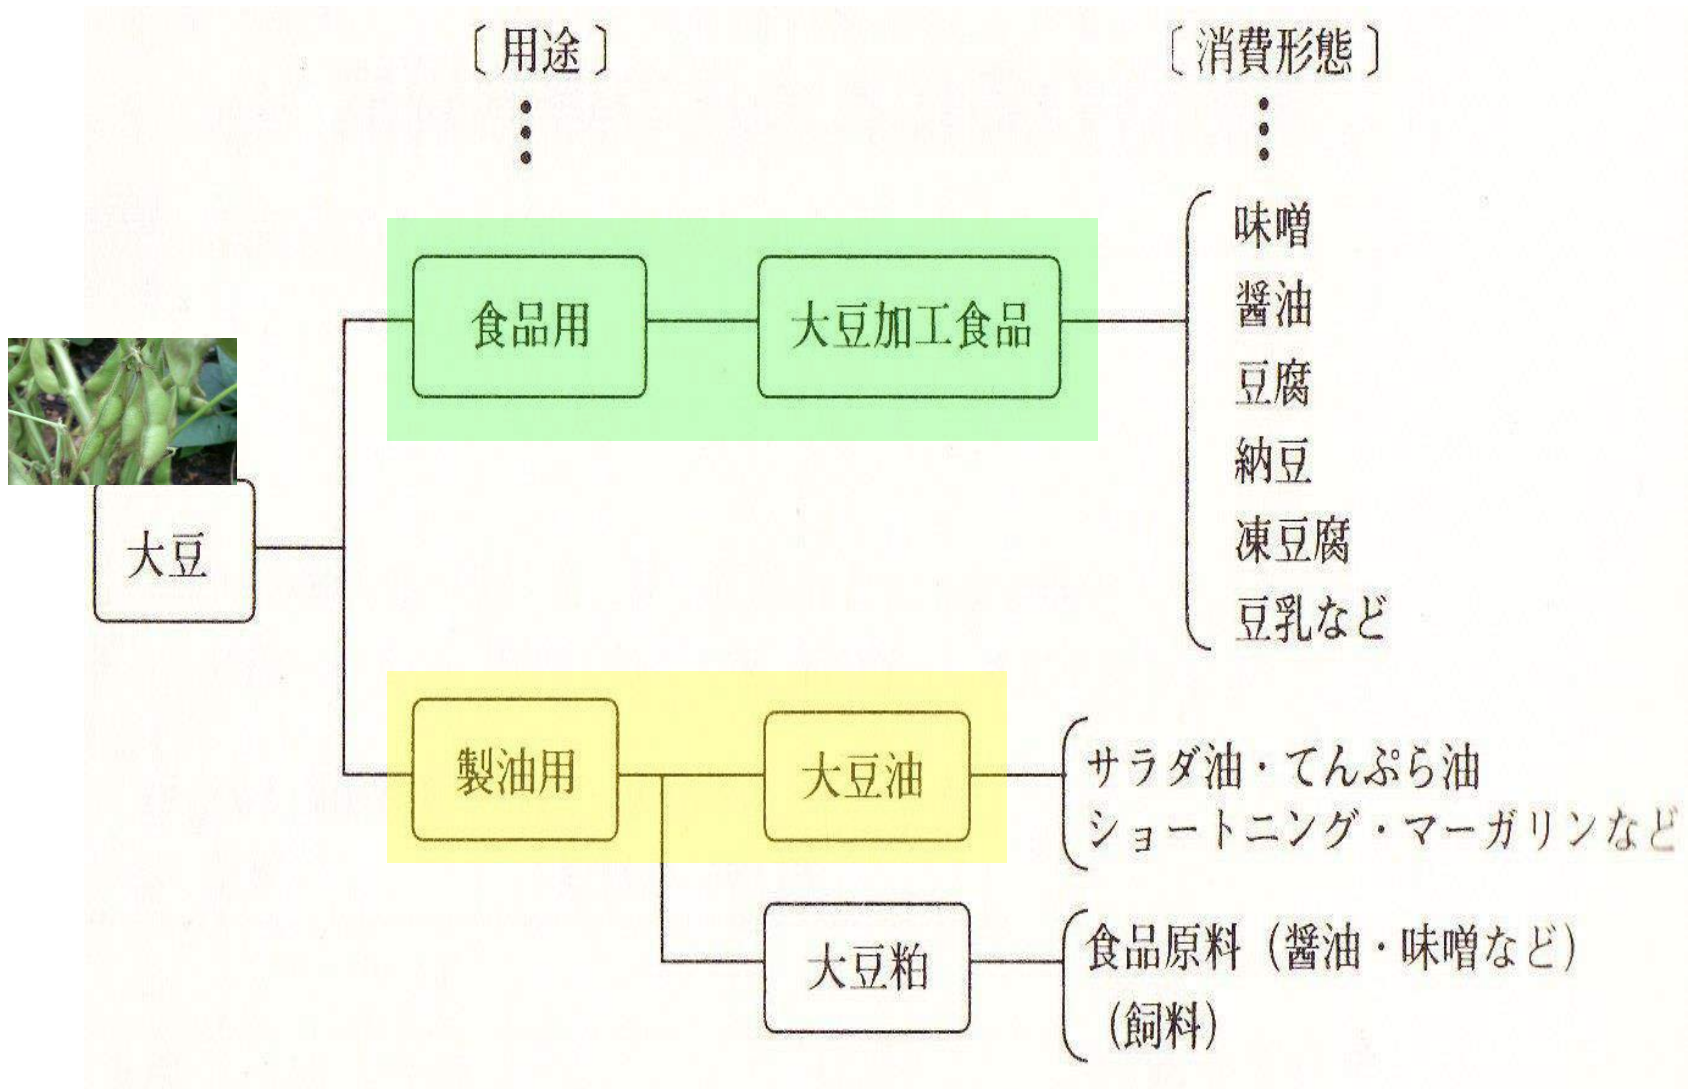 〔用途〕
〔消費形態〕
味噌
醤油
豆腐
納豆
凍豆腐
豆乳など
食品用
大豆加工食品
大豆
製油用
大豆油
サラダ油・てんぷら油
ショートニング・マーガリンなど
大豆粕
食品原料（醤油・味噌など）
（飼料）